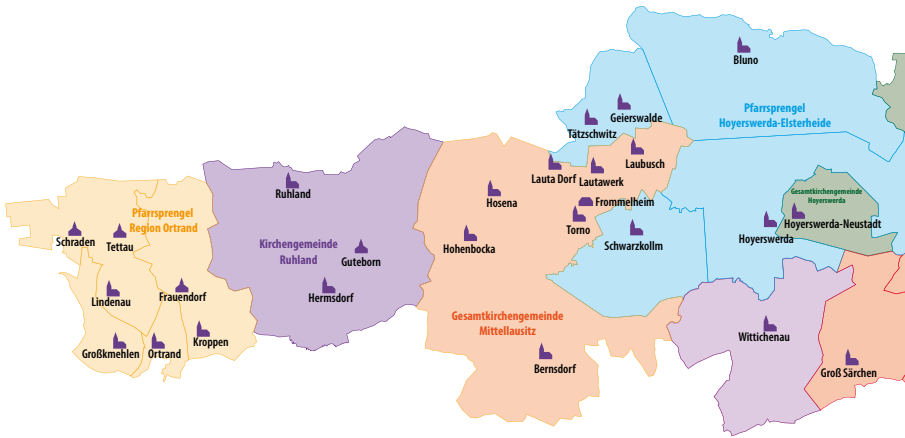 Bluno
Pfarrsprengel
Hoyerswerda-Elsterheide
Geierswalde
Tätzschwitz
Laubusch
Lauta Dorf
Lautawerk
Ruhland
Hosena
Frommelheim
Torno
Gesamtkirchengemeinde
Hoyerswerda
Hoyerswerda-Neustadt
Hoyerswerda
Schwarzkollm
Pfarrsprengel
Region Ortrand
Schraden
Tettau
Kirchengemeinde
Ruhland
Guteborn
Hohenbocka
Lindenau
Frauendorf
Hermsdorf
Gesamtkirchengemeinde
Mittellausitz
Wittichenau
Großkmehlen
Ortrand
Kroppen
Bernsdorf
Groß Särchen